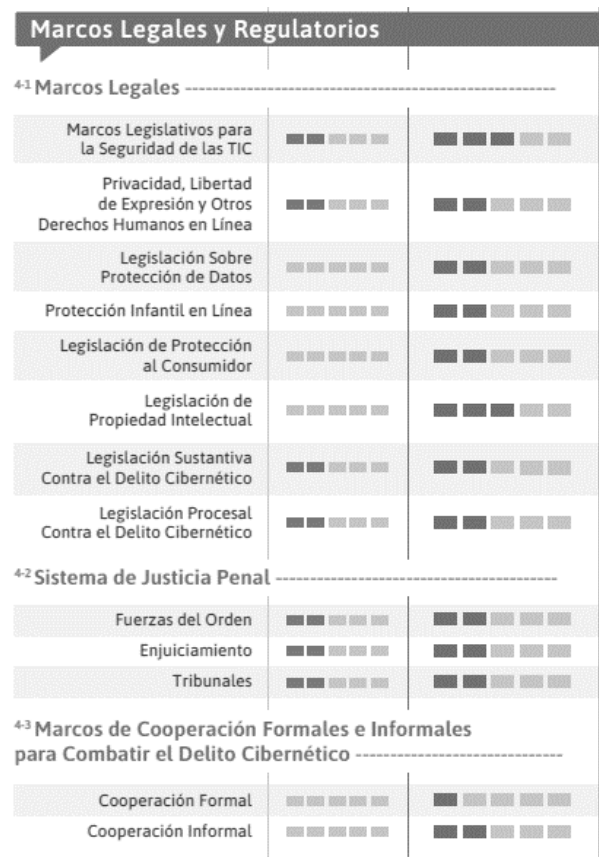 Marcos Legales y Regulatorios
4-1 Marcos Legales
Marcos Legislativos para
la Seguridad de las TIC
Privacidad, Libertad
de Expresión y Otros
Derechos Humanos en Línea
Legislación Sobre
Protección de Datos
Protección Infantil en Línea
Legislación de Protección
al Consumidor
Legislación de
Propiedad Intelectual
Legislación Sustantiva
Contra el Delito Cibernético
Legislación Procesal
Contra el Delito Cibernético
4-2 Sistema de Justicia Penal
Fuerzas del Orden
Enjuiciamiento
Tribunales
4-3 Marcos de Cooperación Formales e Informales
para Combatir el Delito Cibernético
Cooperación Formal
Cooperación Informal